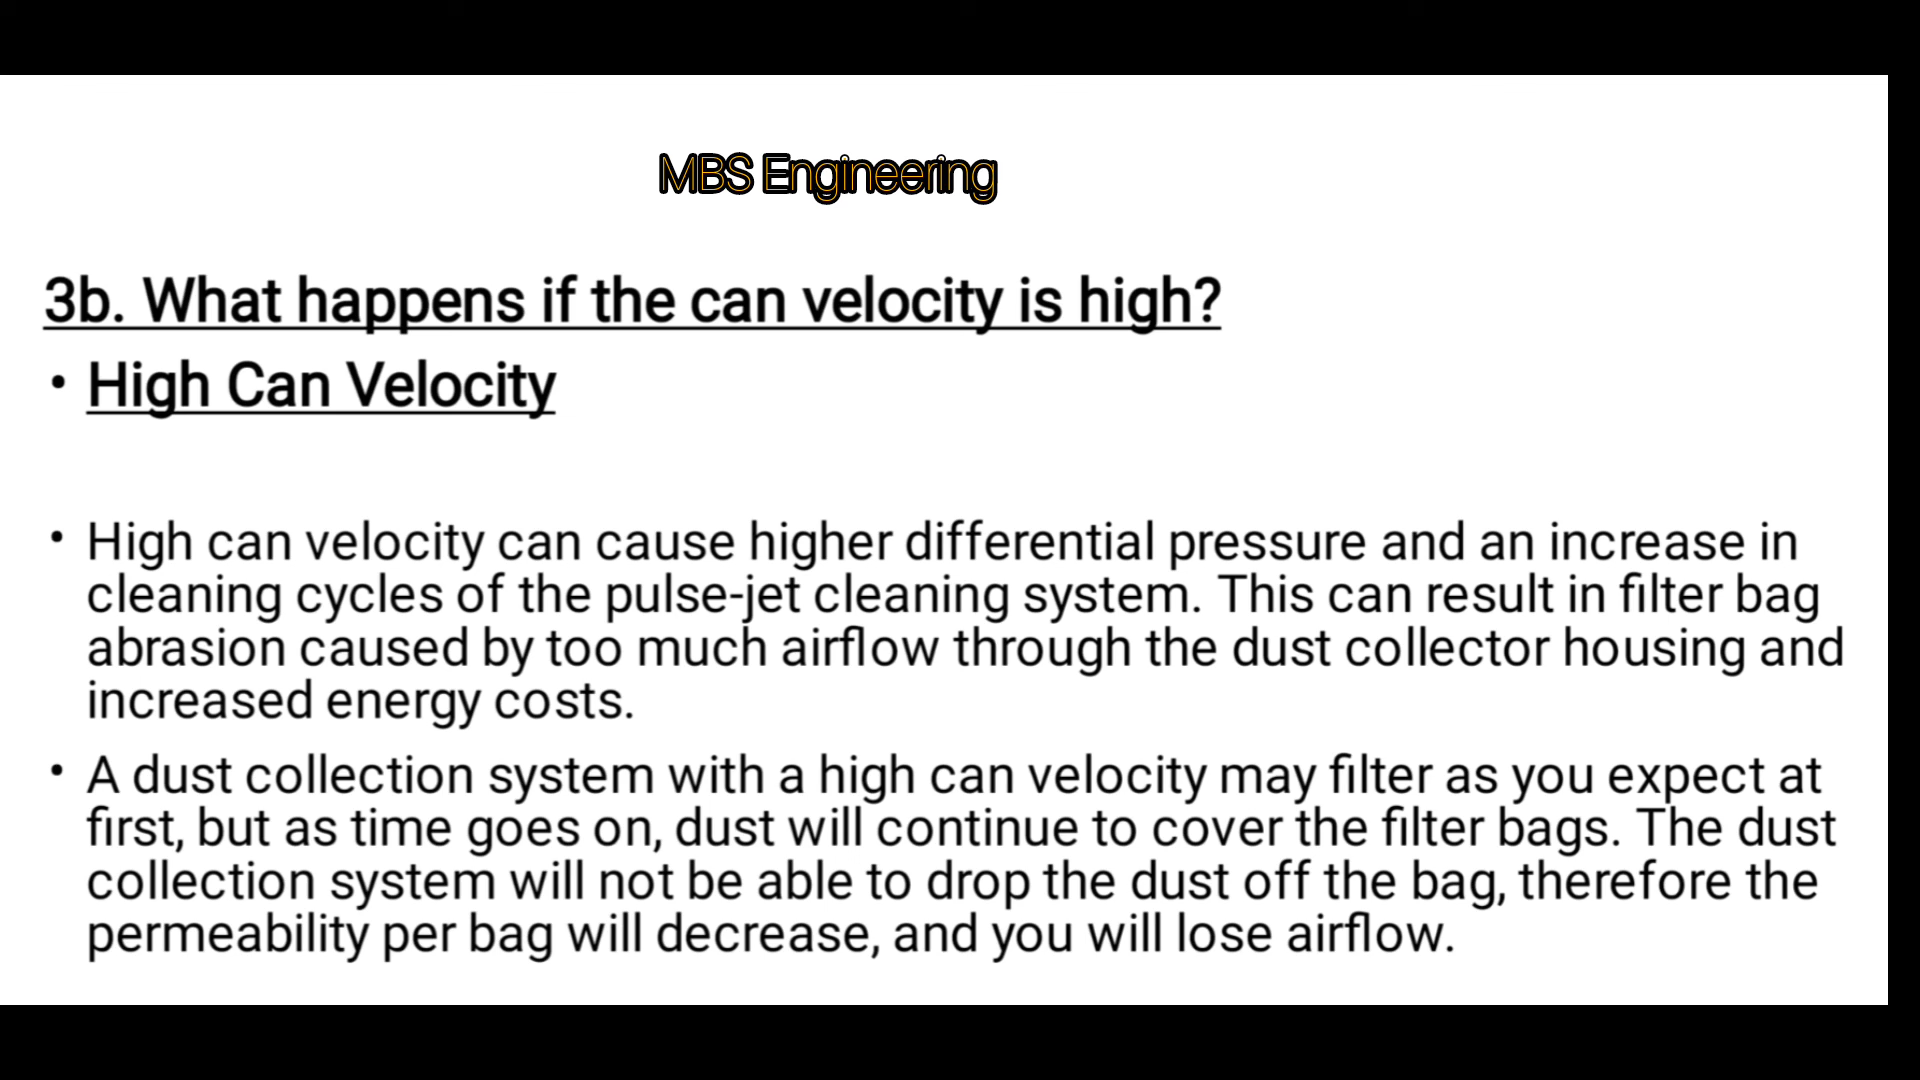 MBS Engineering
3b. What happens if the can velocity is high?
• High Can Velocity
• High can velocity can cause higher differential pressure and an increase in
cleaning cycles of the pulse-jet cleaning system. This can result in filter bag
abrasion caused by too much airflow through the dust collector housing and
increased energy costs.
• A dust collection system with a high can velocity may filter as you expect at
first, but as time goes on, dust will continue to cover the filter bags. The dust
collection system will not be able to drop the dust off the bag, therefore the
permeability per bag will decrease, and you will lose airflow.